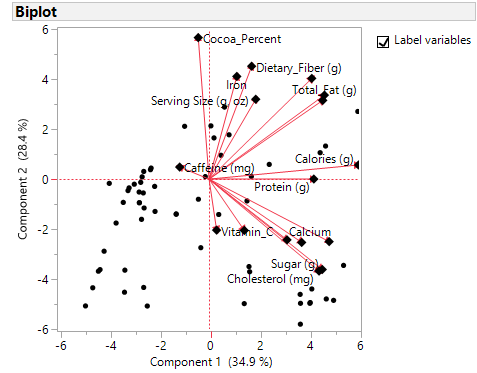 Biplot
Label variables
6
4
2
0
-2
-4
-6
Component 2 (28.4 %)
Cocoa_Percent
Dietary_Fiber (g)
Iron
Total_Fat (g)
Serving Size (g/oz)
Calories (g)
Caffeine (mg)
Protein (g)
Vitamin_C
Calcium
Sugar (g)
Cholesterol (mg)
-6
-4
-2
0
2
4
6
Component 1 (34.9 %)